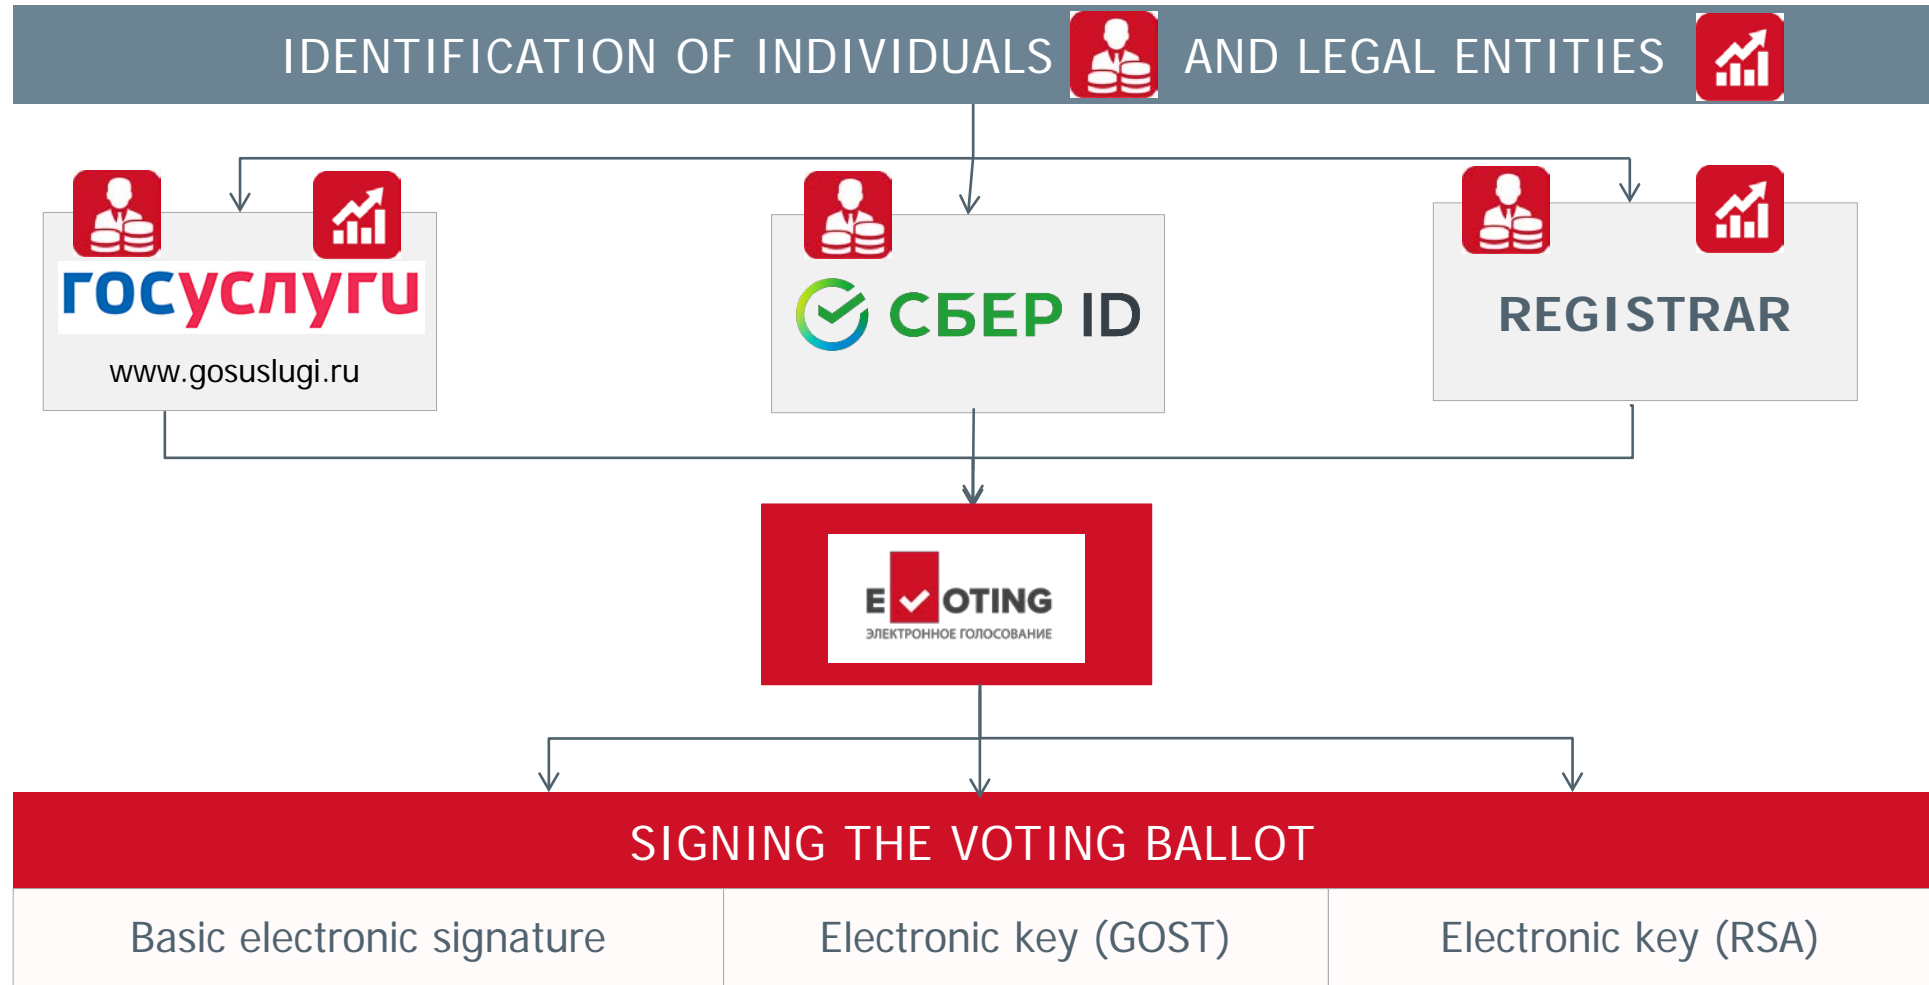 IDENTIFICATION OF INDIVIDUALS AND LEGAL ENTITIES
госуслуги
www.gosuslugi.ru
СБЕР ID
REGISTRAR
E OTING
ЭЛЕКТРОННОЕ ГОЛОСОВАНИЕ
SIGNING THE VOTING BALLOT
Basic electronic signature
Electronic key (GOST)
Electronic key (RSA)